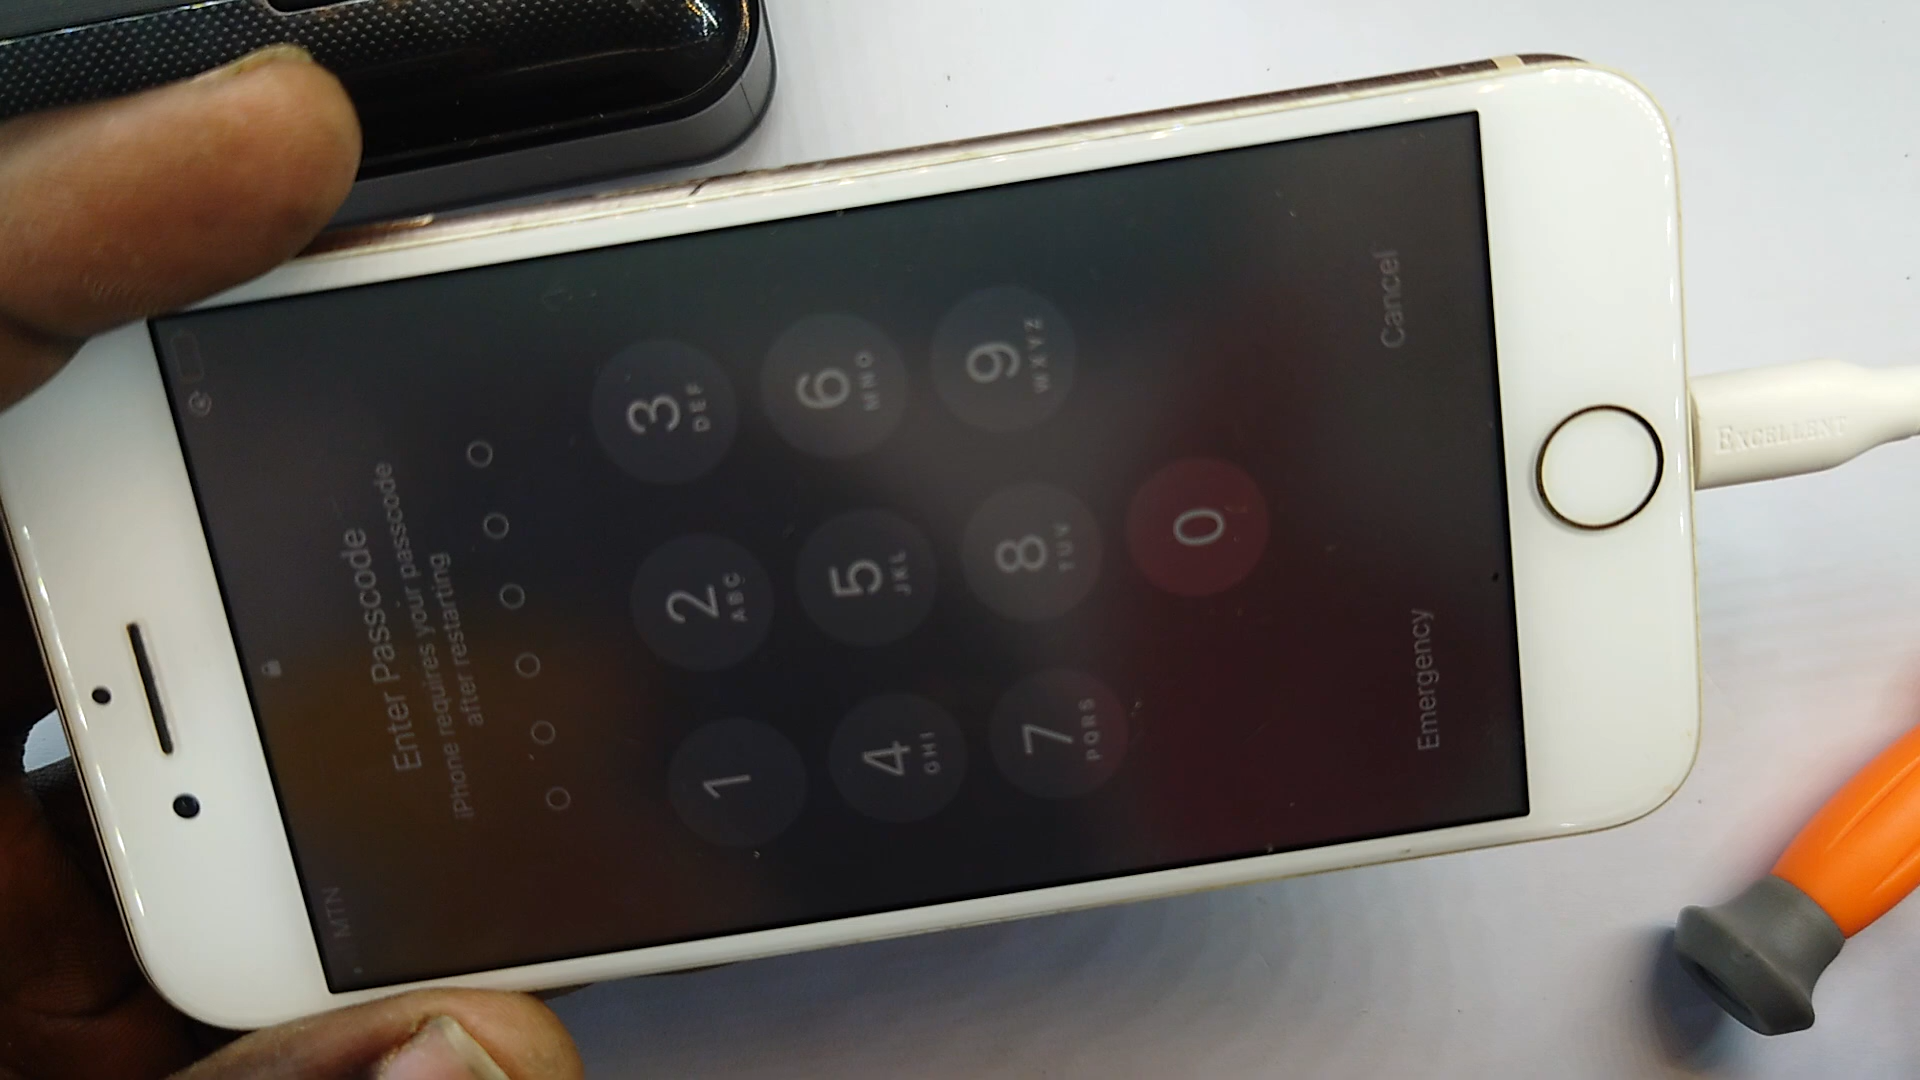 MTN
Enter Passcode
iPhone requires your passcode
after restarting
1
2
ABC
3
DEF
4
GHI
5
JKL
6
MNO
7
PQRS
8
TUV
9
WXYZ
0
Emergency
Cancel
EXCELLENT